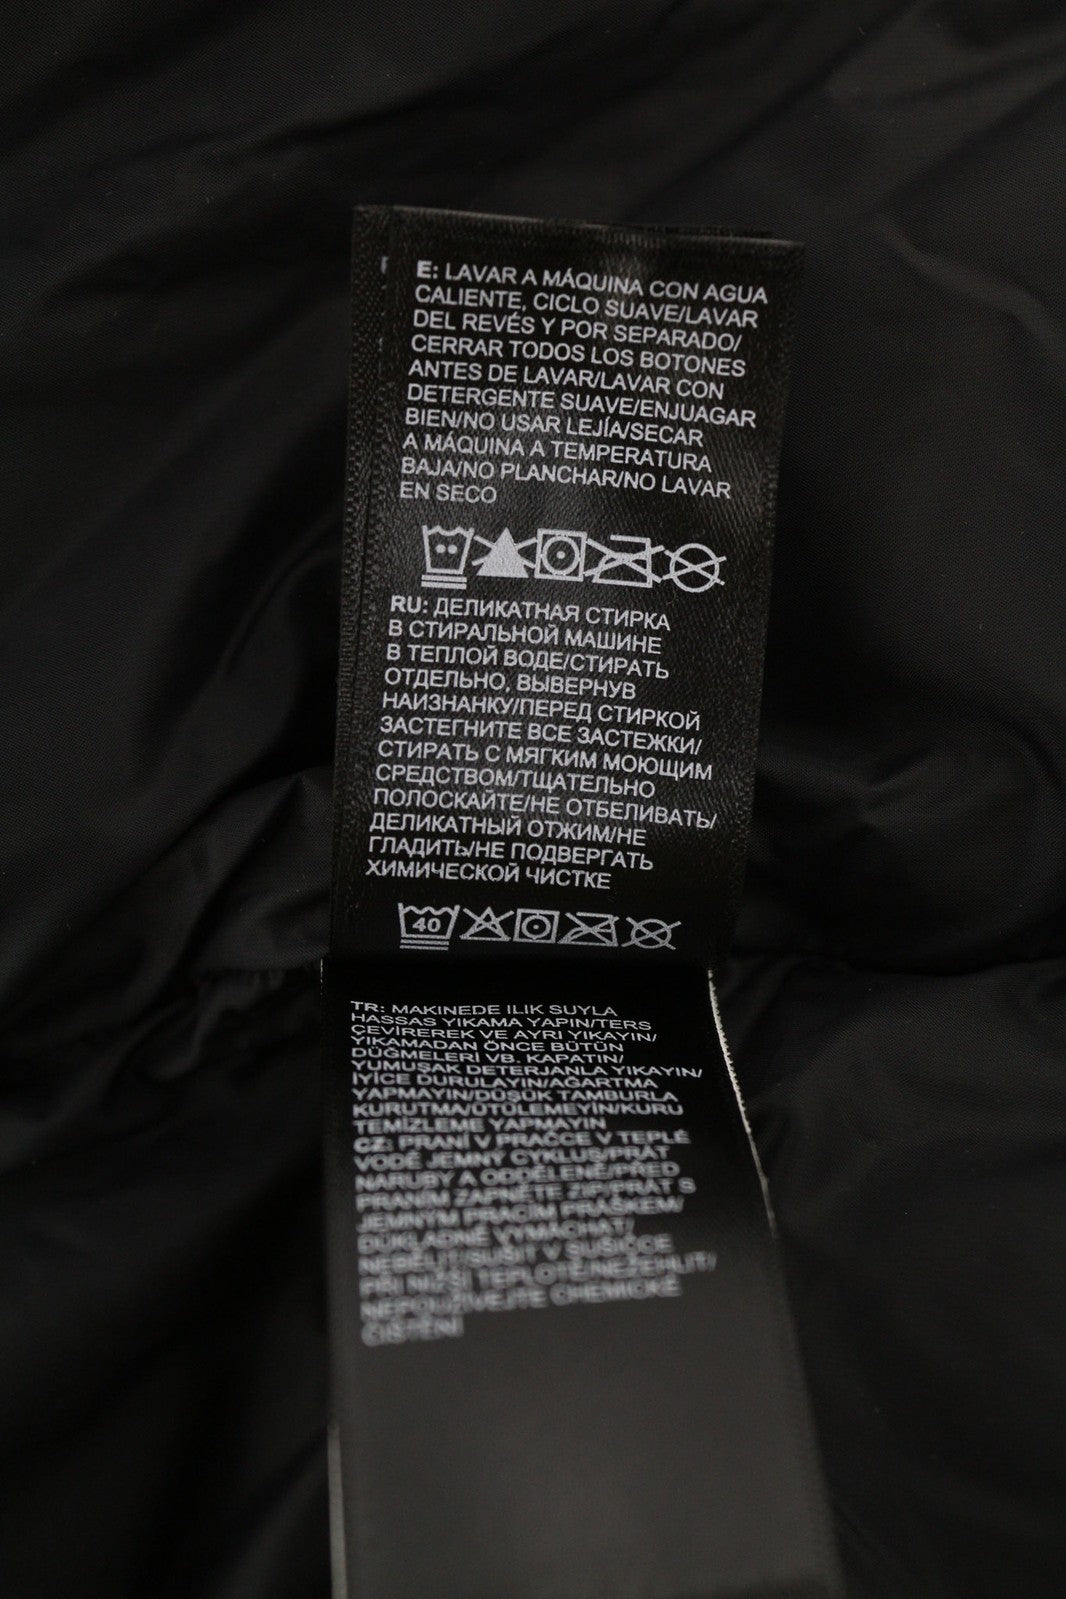 E: LAVAR A MÁQUINA CON AGUA
CALIENTE, CICLO SUAVE/LAVAR
DEL REVÉS Y POR SEPARADO/
CERRAR TODOS LOS BOTONES
ANTES DE LAVAR/LAVAR CON
DETERGENTE SUAVE/ENJUAGAR
BIEN/NO USAR LEJÍA/SECAR
A MÁQUINA A TEMPERATURA
BAJA/NO PLANCHAR/NO LAVAR
EN SECO
RU: ДЕЛИКАТНАЯ СТИРКА
В СТИРАЛЬНОЙ МАШИНЕ
В ТЕПЛОЙ ВОДЕ/СТИРАТЬ
ОТДЕЛЬНО, ВЫВЕРНУВ
НАИЗНАНКУ/ПЕРЕД СТИРКОЙ
ЗАСТЕГНИТЕ ВСЕ ЗАСТЕЖКИ/
СТИРАТЬ С МЯГКИМ МОЮЩИМ
СРЕДСТВОМ/ТЩАТЕЛЬНО
ПОЛОСКАЙТЕ/НЕ ОТБЕЛИВАТЬ/
ДЕЛИКАТНЫЙ ОТЖИМ/НЕ
ГЛАДИТЬ/НЕ ПОДВЕРГАТЬ
ХИМИЧЕСКОЙ ЧИСТКЕ
40
TR: MAKINEDE ILIK SUYLA
HASSAS YIKAMA YAPIN/TERS
ÇEVİREREK VE AYRI YIKAYIN/
YIKAMADAN ÖNCE BÜTÜN
DÜĞMELERİ VB. KAPATIN/
YUMUŞAK DETERJANLA YIKAYIN/
İYİCE DURULAYIN/AĞARTMA
YAPMAYIN/DÜŞÜK TAMBURLA
KURUTMA/ÜTÜLEMEYİN/KURU
TEMİZLEME YAPMAYIN
CZ: PRANÍ V PRAČCE V TEPLÉ
VODĚ JEMNÝ CYKLUS/PRÁT
NARUBY A ODDĚLENĚ/PŘED
PRANÍM ZAPNĚTE ZIP/PRÁT S
JEMNÝM PRACÍM PRÁŠKEM/
DŮKLADNĚ VYMÁCHAT/
NEBĚLIT/SUŠIT V SUŠIČCE
PŘI NIŽŠÍ TEPLOTĚ/NEŽEHLIT/
NEPOUŽÍVEJTE CHEMICKÉ
ČIŠTĚNÍ